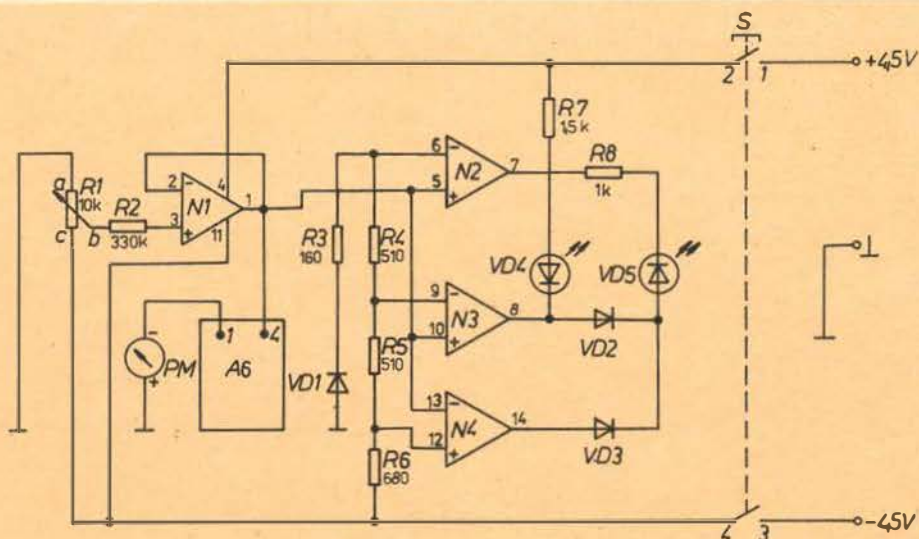 S
2 1 +4,5V
R7
1,5k
R8
1k
a R1
10k
c b
R2
330k
2 -
3 +
4
N1
1
11
6 -
5 +
N2
7
R3
160
R4
510
VD4
VD5
9 -
10 +
N3
8
VD2
R5
510
- PM +
1 4
A6
VD1
13 -
12 +
N4
14
VD3
R6
680
4 3 -4,5V